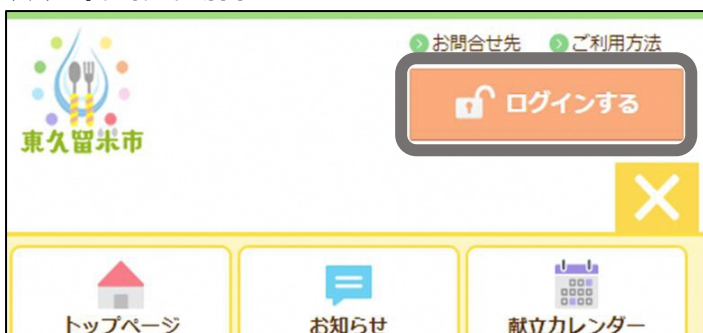 お問合せ先 ご利用方法
ログインする
東久留米市
トップページ お知らせ 献立カレンダー